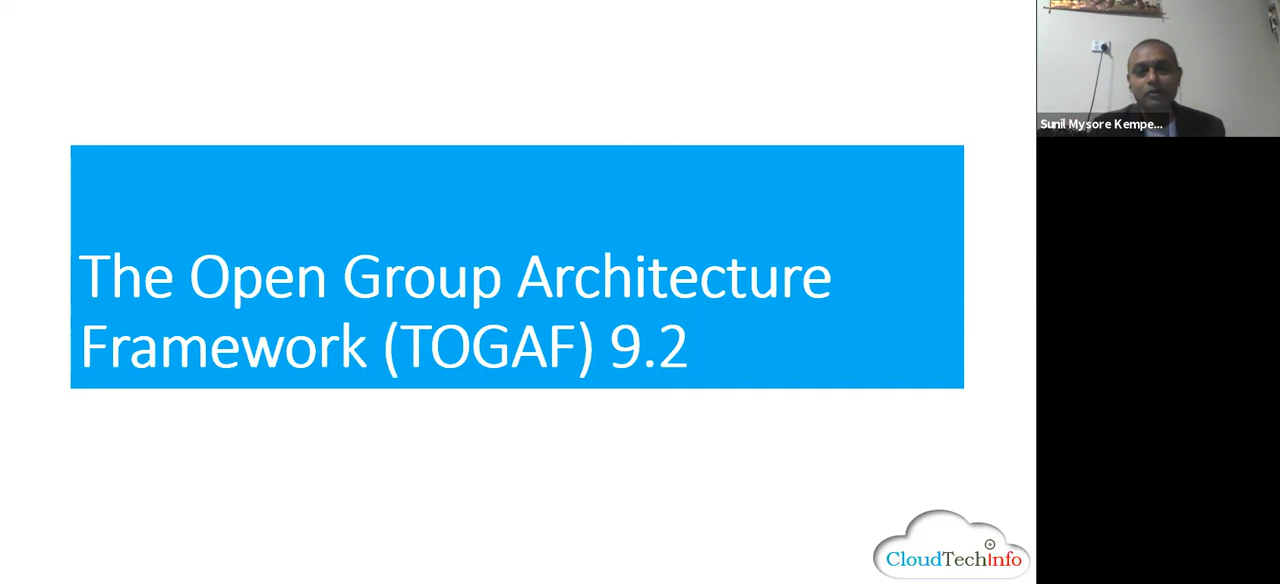 The Open Group Architecture
Framework (TOGAF) 9.2
Sunil Mysore Kempe...
CloudTechInfo